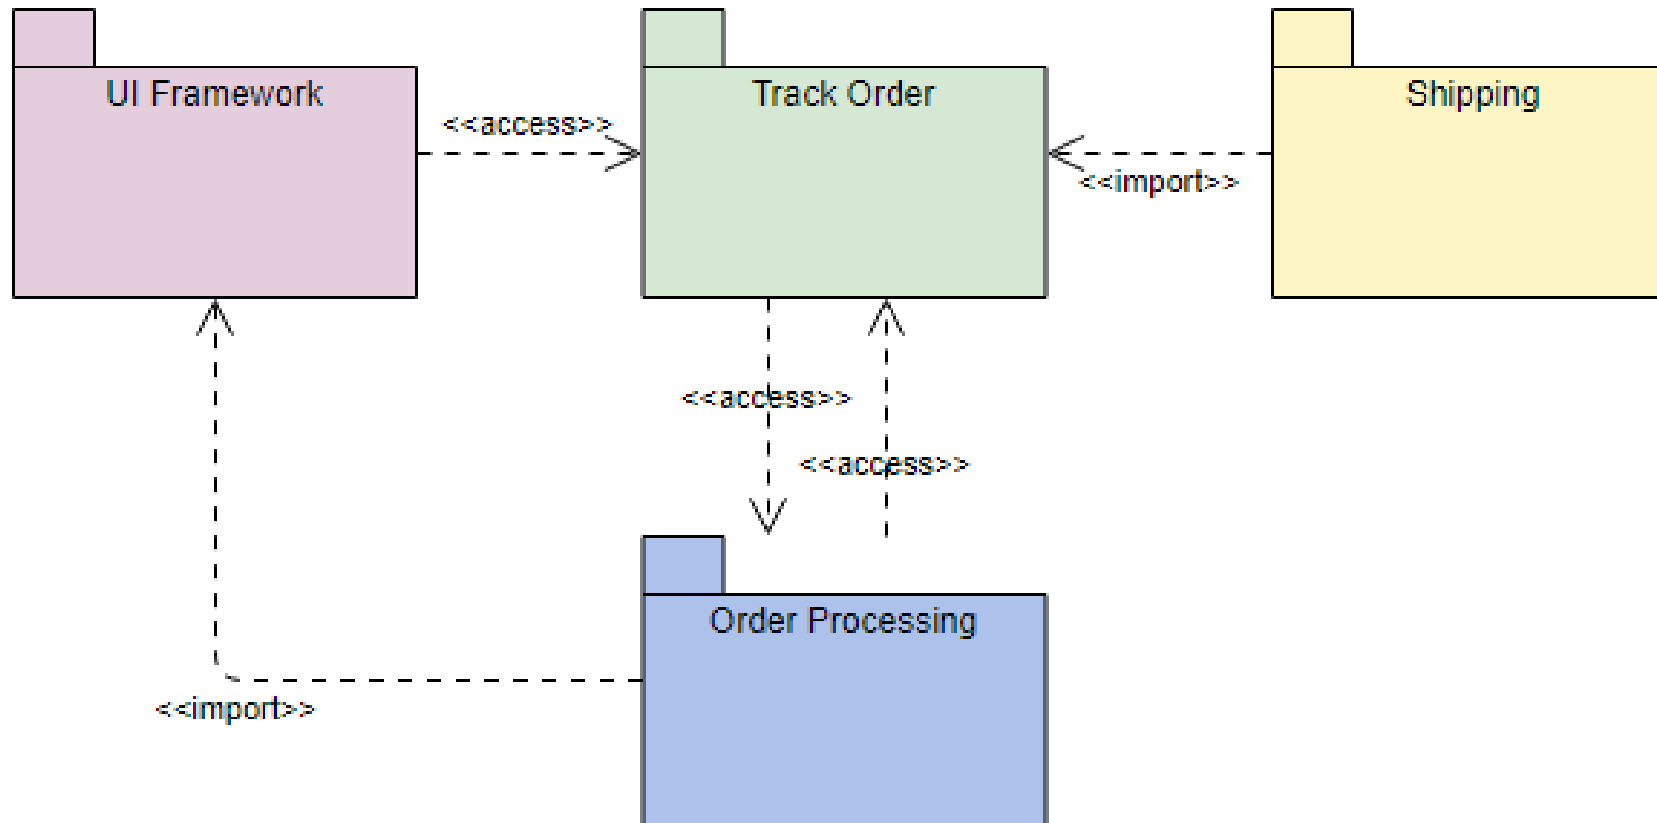 UI Framework
Track Order
Shipping
<<access>>
<<import>>
<<access>>
<<access>>
Order Processing
<<import>>